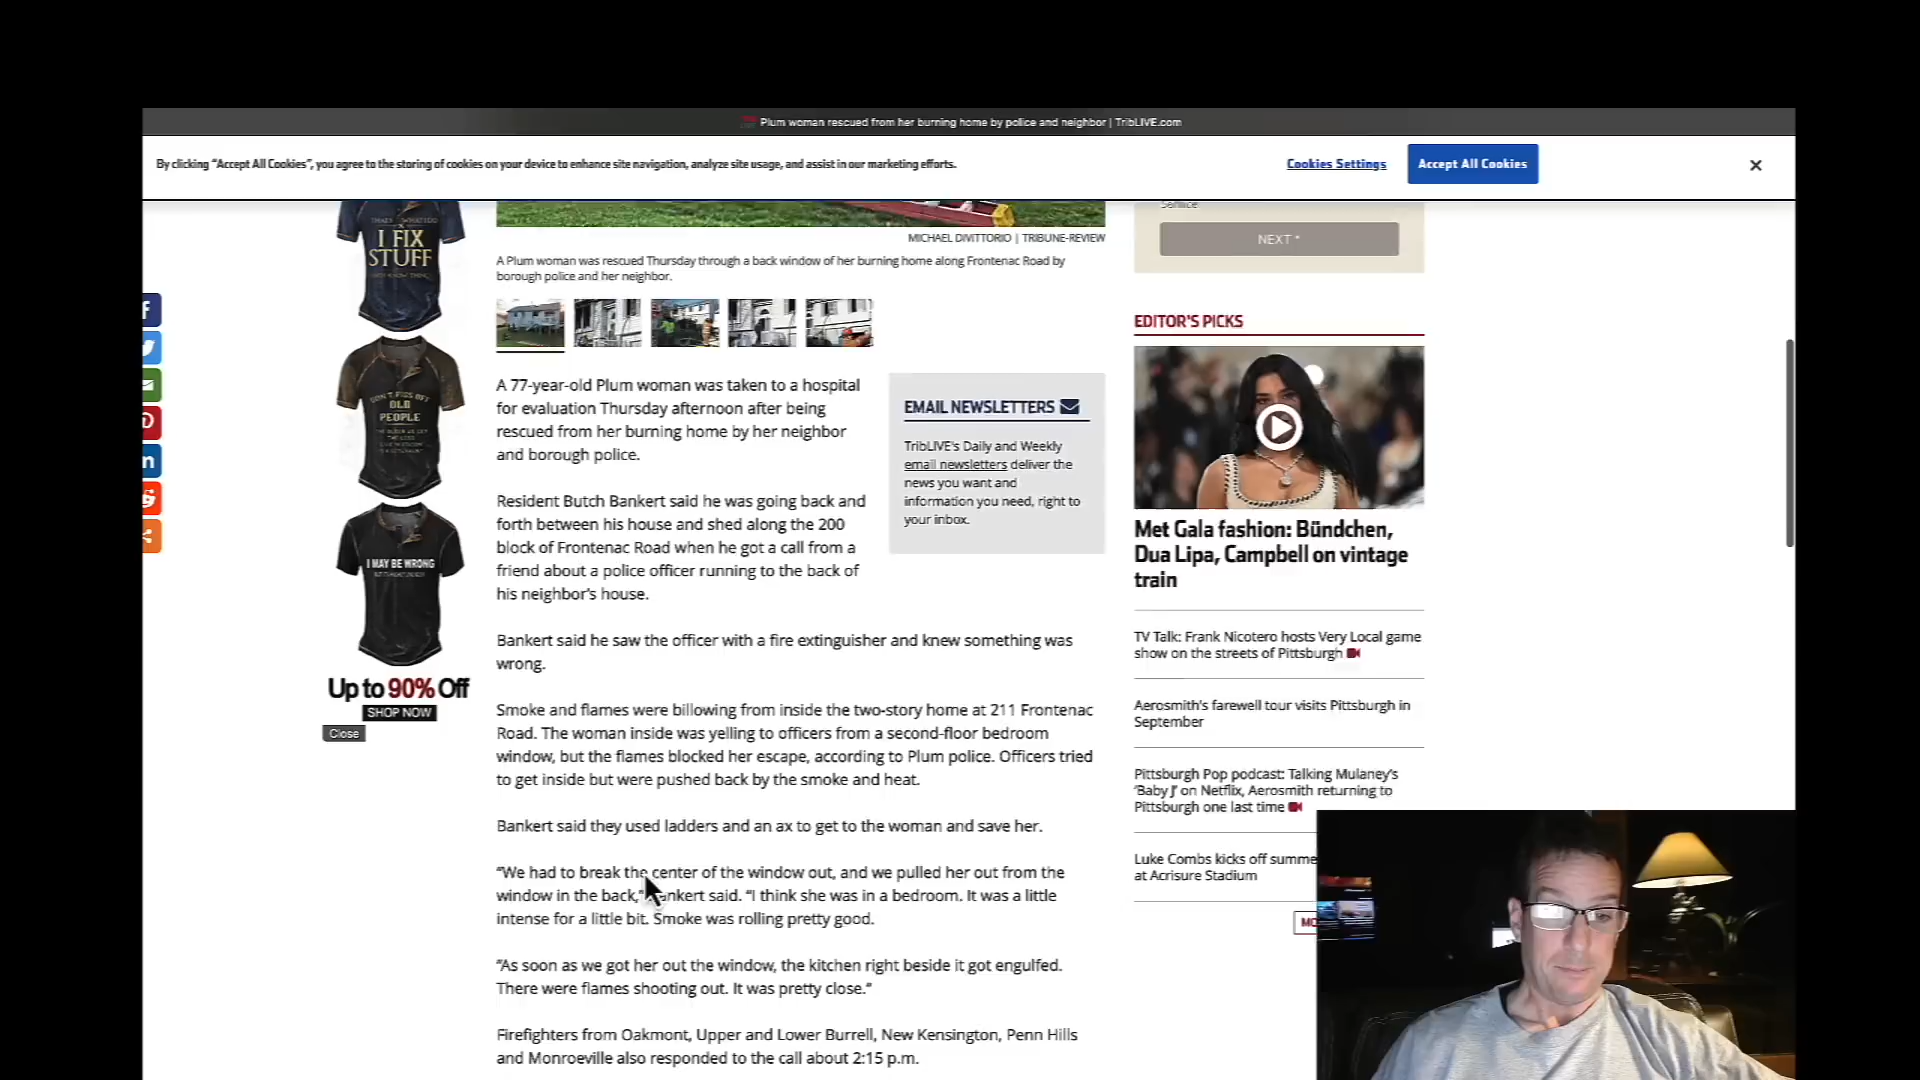 Plum woman rescued from her burning home by police and neighbor | TribLIVE.com
By clicking “Accept All Cookies”, you agree to the storing of cookies on your device to enhance site navigation, analyze site usage, and assist in our marketing efforts.
Cookies Settings
Accept All Cookies
I FIX
STUFF
OLD
PEOPLE
I MAY BE WRONG
Up to 90% Off
SHOP NOW
Close
MICHAEL DIVITTORIO | TRIBUNE-REVIEW
A Plum woman was rescued Thursday through a back window of her burning home along Frontenac Road by
borough police and her neighbor.
A 77-year-old Plum woman was taken to a hospital
for evaluation Thursday afternoon after being
rescued from her burning home by her neighbor
and borough police.
Resident Butch Bankert said he was going back and
forth between his house and shed along the 200
block of Frontenac Road when he got a call from a
friend about a police officer running to the back of
his neighbor’s house.
Bankert said he saw the officer with a fire extinguisher and knew something was
wrong.
Smoke and flames were billowing from inside the two-story home at 211 Frontenac
Road. The woman inside was yelling to officers from a second-floor bedroom
window, but the flames blocked her escape, according to Plum police. Officers tried
to get inside but were pushed back by the smoke and heat.
Bankert said they used ladders and an ax to get to the woman and save her.
“We had to break the center of the window out, and we pulled her out from the
window in the back,” ankert said. “I think she was in a bedroom. It was a little
intense for a little bit. Smoke was rolling pretty good.
“As soon as we got her out the window, the kitchen right beside it got engulfed.
There were flames shooting out. It was pretty close.”
Firefighters from Oakmont, Upper and Lower Burrell, New Kensington, Penn Hills
and Monroeville also responded to the call about 2:15 p.m.
EMAIL NEWSLETTERS
TribLIVE’s Daily and Weekly
email newsletters deliver the
news you want and
information you need, right to
your inbox.
Service
NEXT *
EDITOR'S PICKS
Met Gala fashion: Bündchen,
Dua Lipa, Campbell on vintage
train
TV Talk: Frank Nicotero hosts Very Local game
show on the streets of Pittsburgh
Aerosmith’s farewell tour visits Pittsburgh in
September
Pittsburgh Pop podcast: Talking Mulaney’s
‘Baby J’ on Netflix, Aerosmith returning to
Pittsburgh one last time
Luke Combs kicks off summe
at Acrisure Stadium
MO